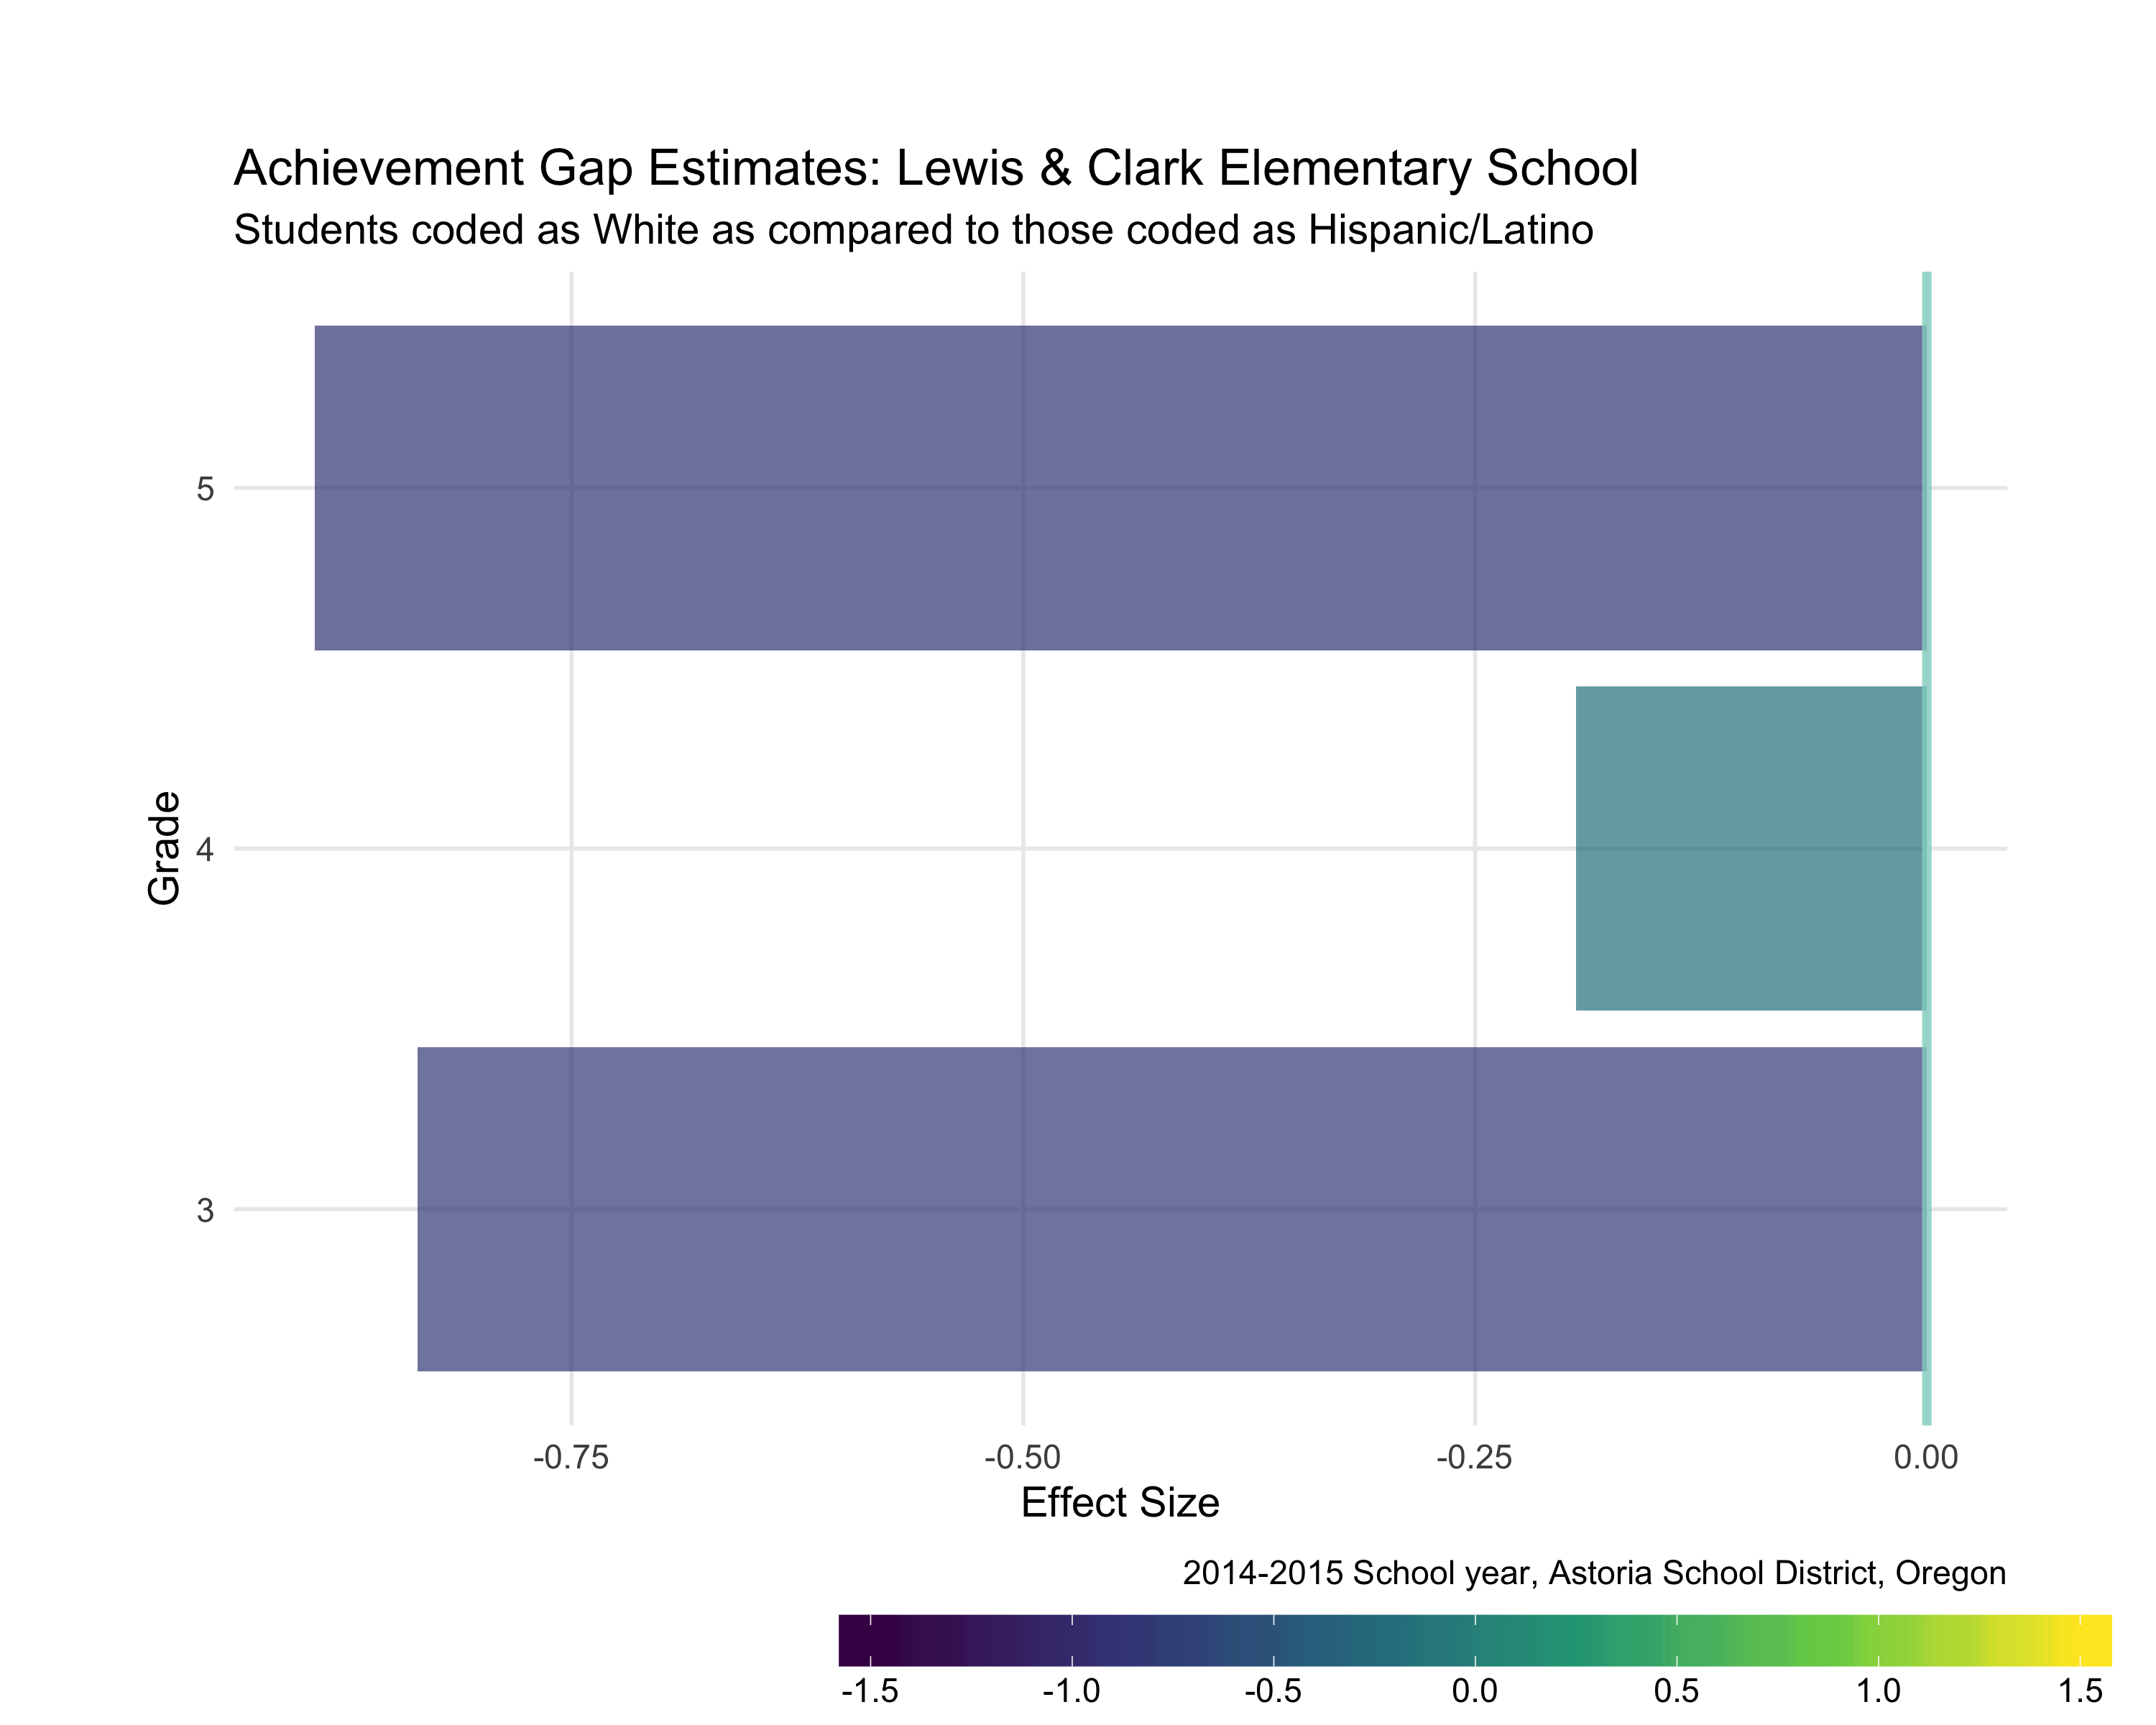 Achievement Gap Estimates: Lewis & Clark Elementary School
Students coded as White as compared to those coded as Hispanic/Latino
Grade
5
4
3
-0.75 -0.50 -0.25 0.00
Effect Size
2014-2015 School year, Astoria School District, Oregon
-1.5 -1.0 -0.5 0.0 0.5 1.0 1.5